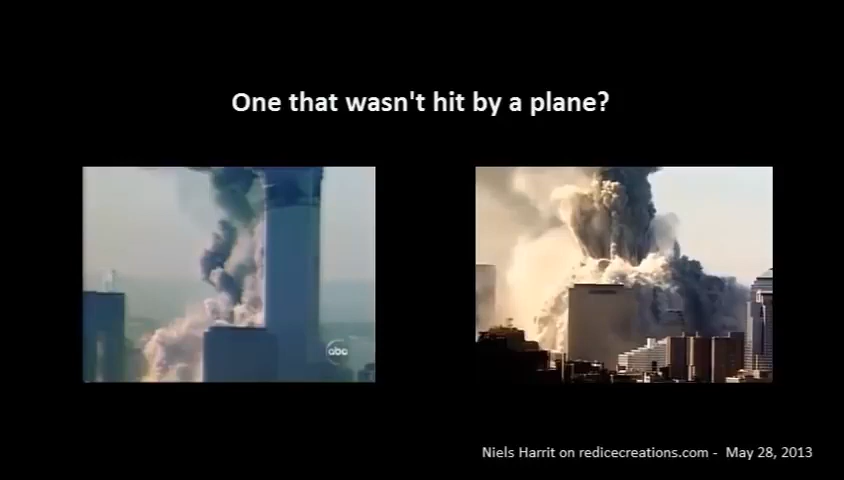 One that wasn't hit by a plane?
abc
Niels Harrit on redicecreations.com - May 28, 2013